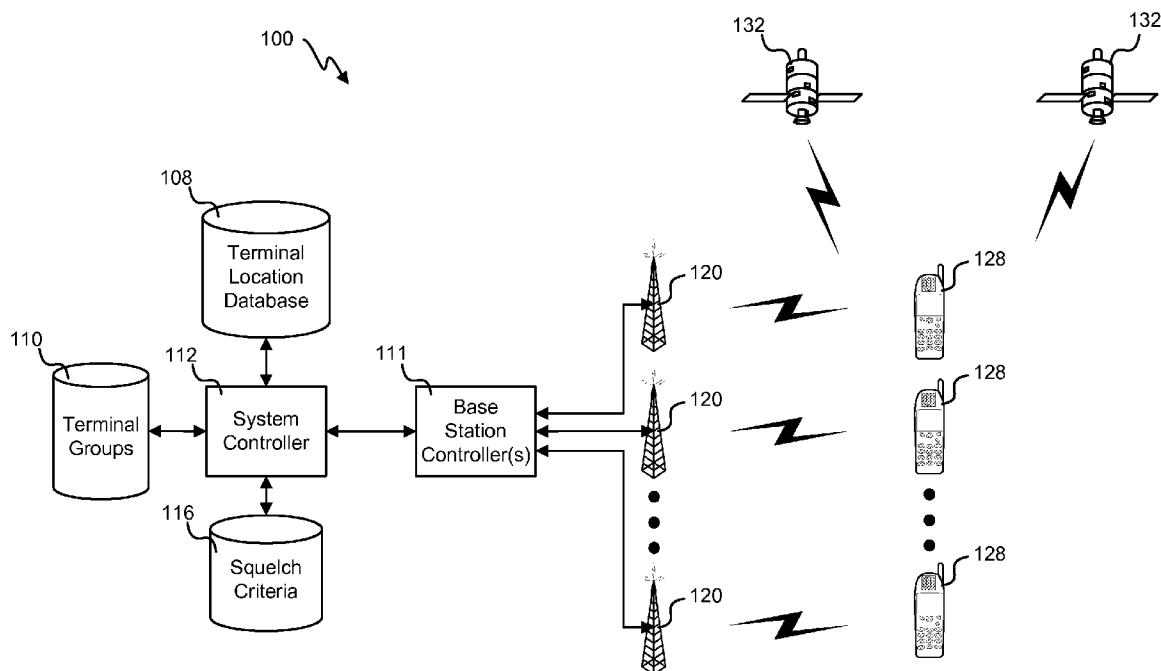 100
132
132
108
Terminal
Location
Database
120
128
110
112
111
Terminal
Groups
System
Controller
Base
Station
Controller(s)
120
128
116
Squelch
Criteria
120
128